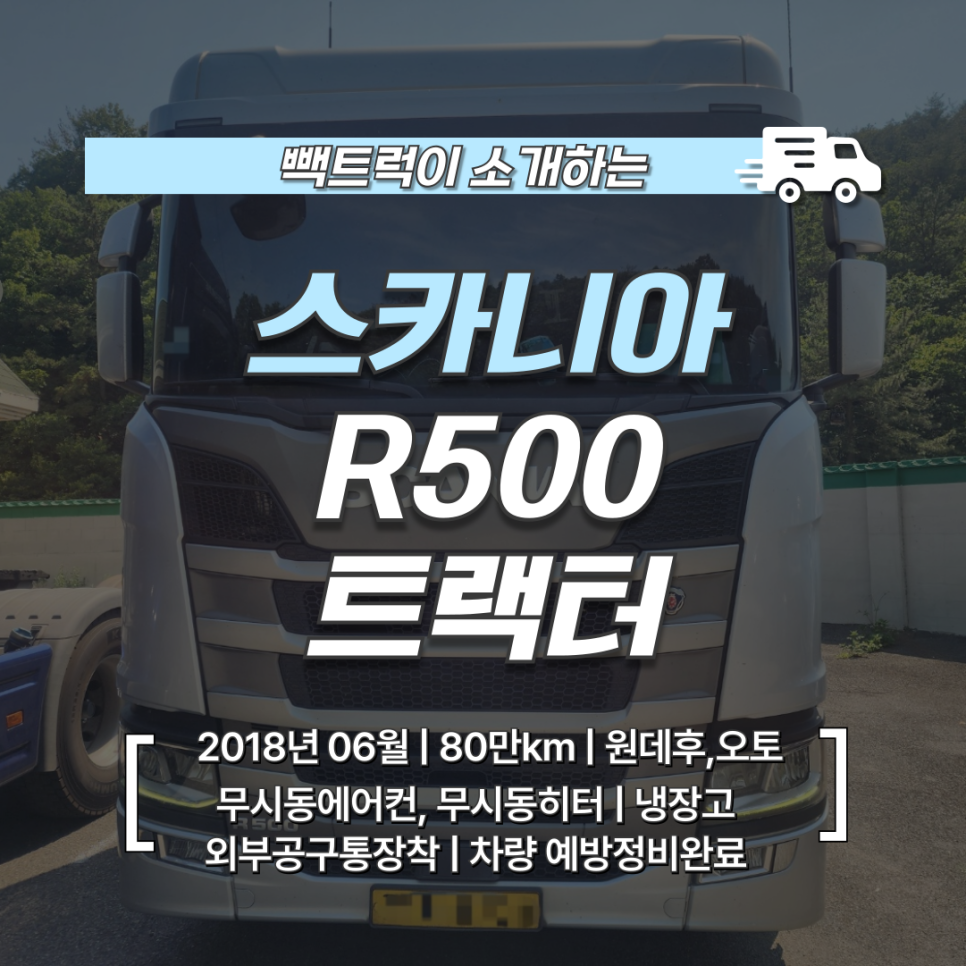 빽트럭이 소개하는
스카니아
R500
트랙터
2018년 06월 | 80만km | 원데후,오토
무시동에어컨, 무시동히터 | 냉장고
외부공구통장착 | 차량 예방정비완료
R500